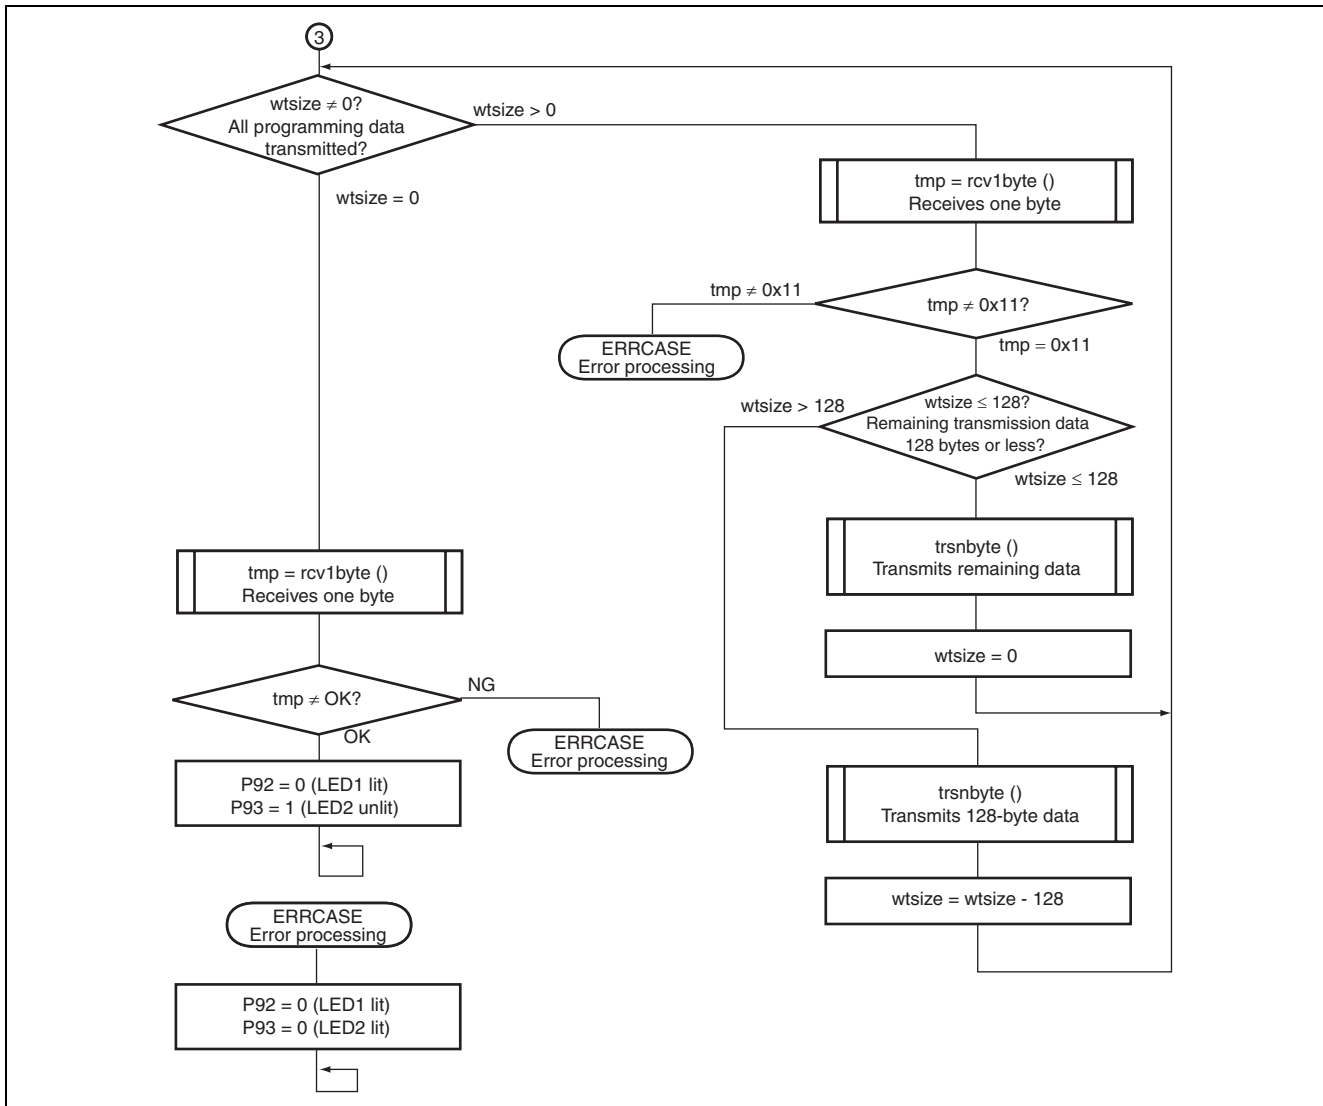 3
wtsize ≠ 0?
All programming data
transmitted?
wtsize > 0
wtsize = 0
tmp = rcv1byte ()
Receives one byte
tmp ≠ 0x11
tmp ≠ 0x11?
ERRCASE
Error processing
tmp = 0x11
wtsize > 128
wtsize ≤ 128?
Remaining transmission data
128 bytes or less?
wtsize ≤ 128
trsnbyte ()
Transmits remaining data
wtsize = 0
tmp = rcv1byte ()
Receives one byte
tmp ≠ OK?
NG
OK
ERRCASE
Error processing
P92 = 0 (LED1 lit)
P93 = 1 (LED2 unlit)
trsnbyte ()
Transmits 128-byte data
wtsize = wtsize - 128
ERRCASE
Error processing
P92 = 0 (LED1 lit)
P93 = 0 (LED2 lit)